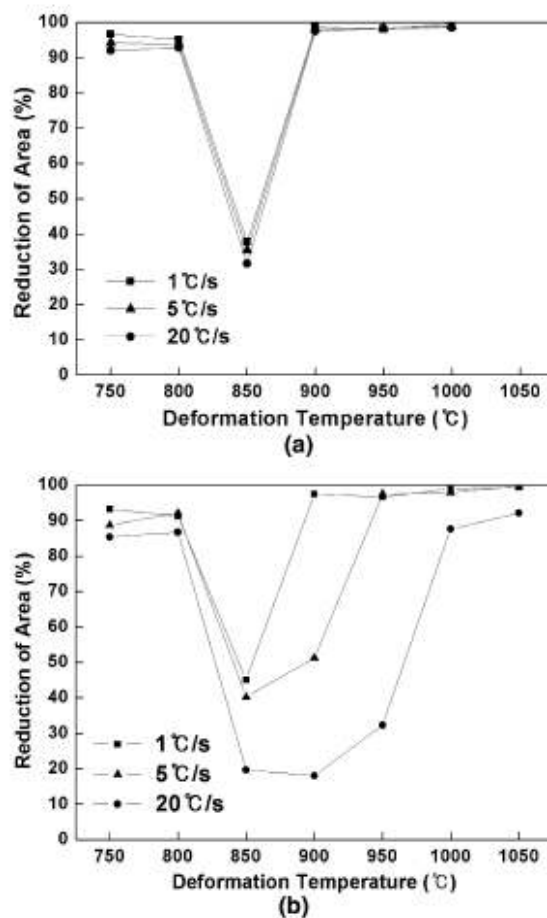 100
90
80
70
60
50
40
30
20
10
0
Reduction of Area (%)
1℃/s
5℃/s
20℃/s
750 800 850 900 950 1000 1050
Deformation Temperature (℃)
(a)
100
90
80
70
60
50
40
30
20
10
0
Reduction of Area (%)
1℃/s
5℃/s
20℃/s
750 800 850 900 950 1000 1050
Deformation Temperature (℃)
(b)